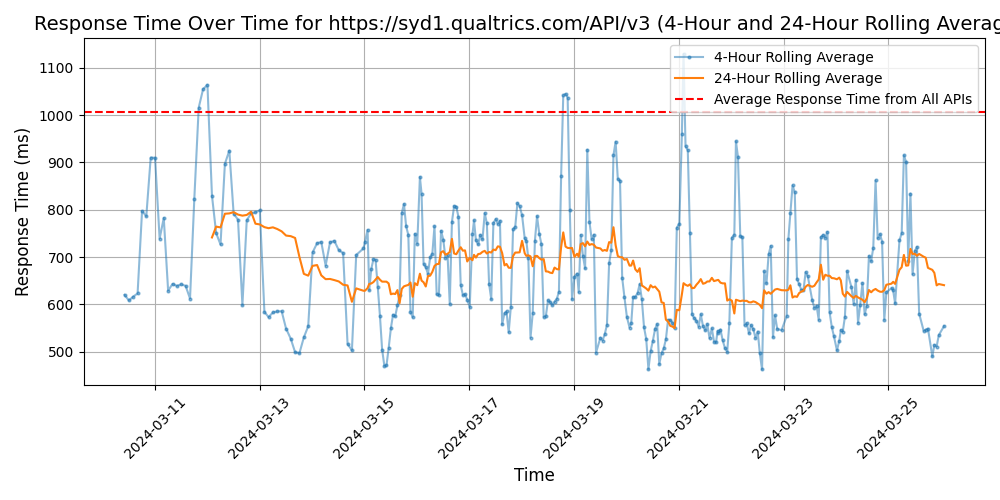 Response Time Over Time for https://syd1.qualtrics.com/API/v3 (4-Hour and 24-Hour Rolling Averag
4-Hour Rolling Average
24-Hour Rolling Average
Average Response Time from All APIs
Response Time (ms)
1100
1000
900
800
700
600
500
2024-03-11
2024-03-13
2024-03-15
2024-03-17
2024-03-19
2024-03-21
2024-03-23
2024-03-25
Time